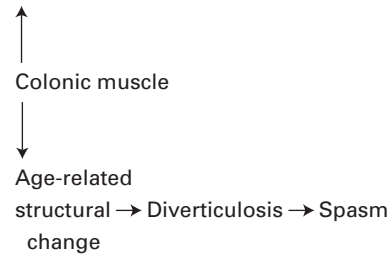 Colonic muscle
Age-related
structural → Diverticulosis → Spasm
change